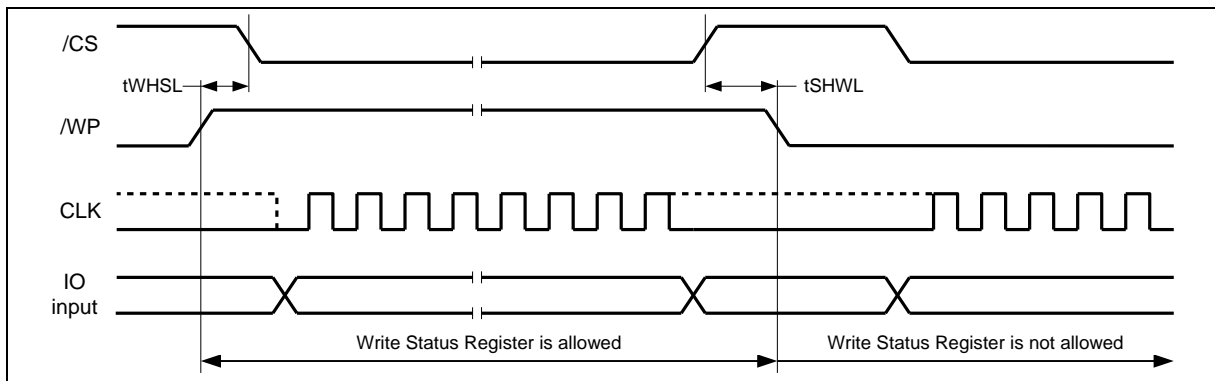 /CS
tWHSL
tSHWL
/WP
CLK
IO
input
Write Status Register is allowed
Write Status Register is not allowed